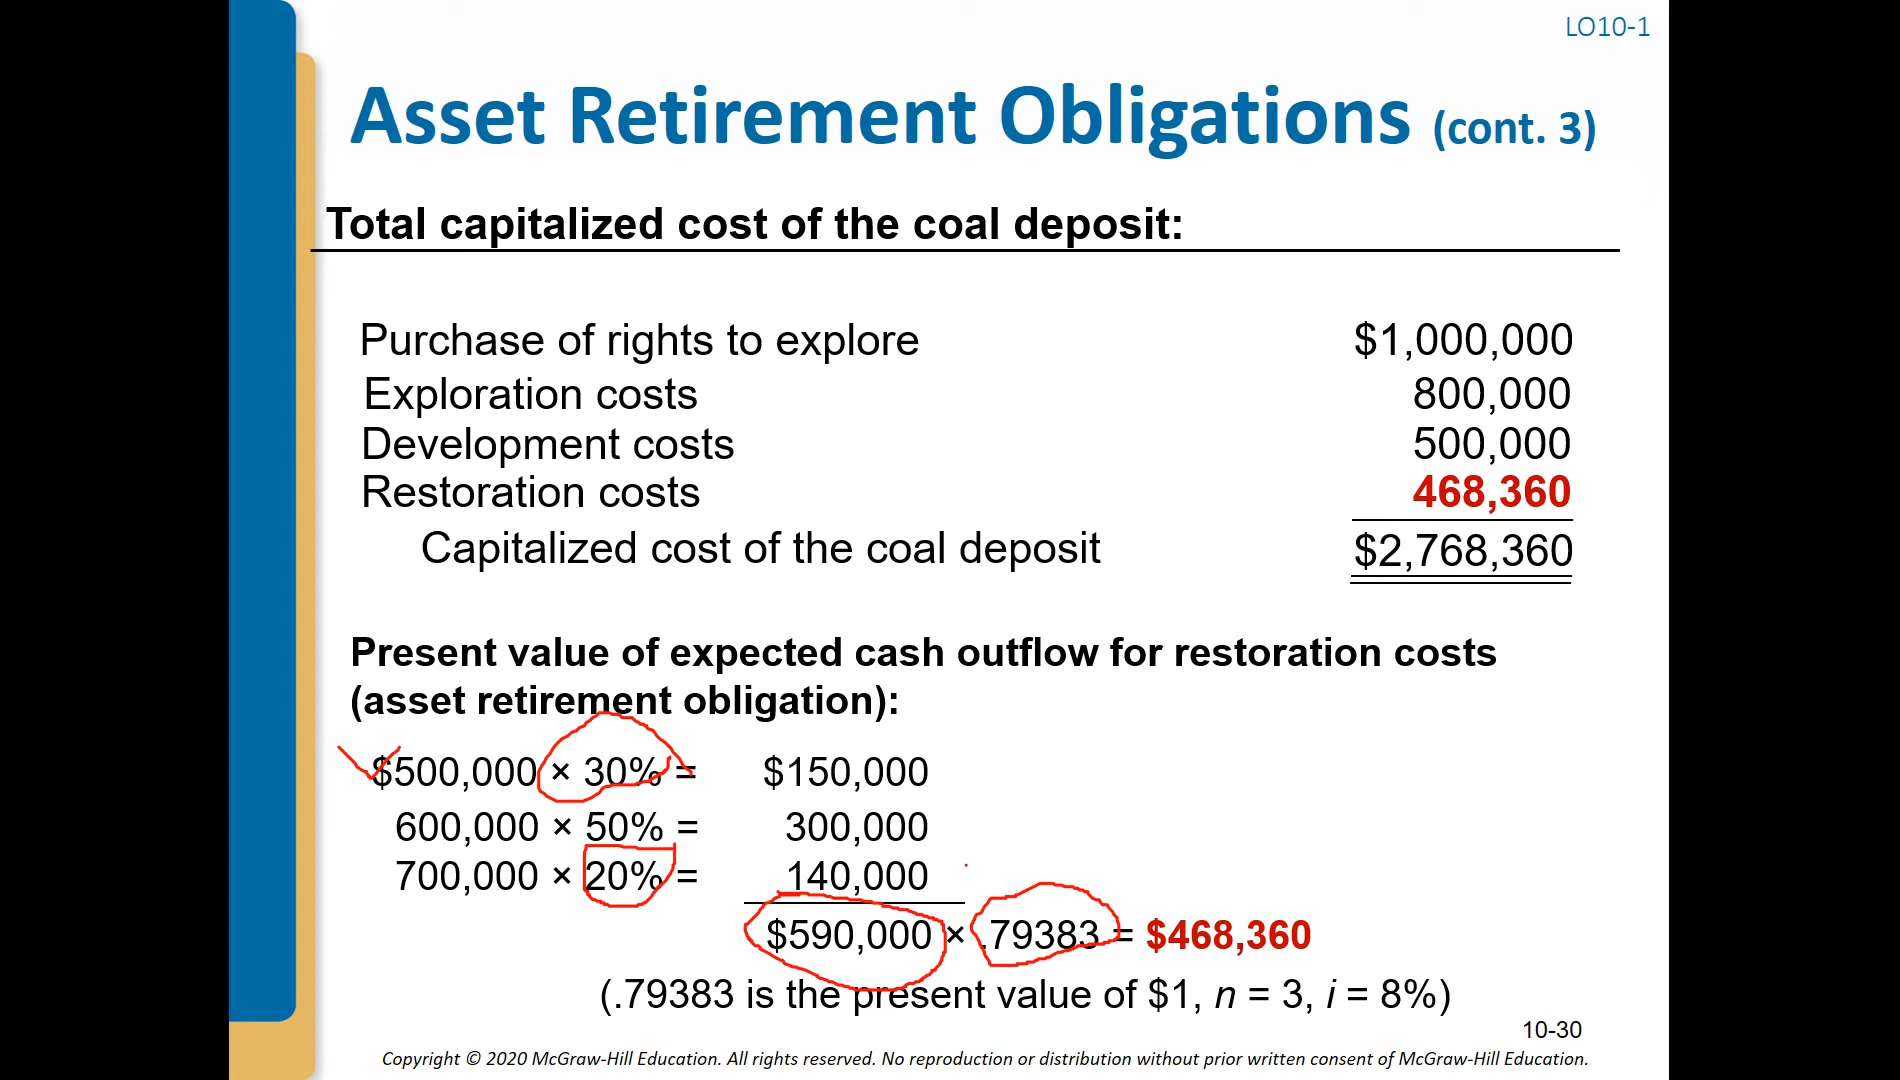 LO10-1
Asset Retirement Obligations (cont. 3)
Total capitalized cost of the coal deposit:
Purchase of rights to explore $1,000,000
Exploration costs 800,000
Development costs 500,000
Restoration costs 468,360
Capitalized cost of the coal deposit $2,768,360
Present value of expected cash outflow for restoration costs
(asset retirement obligation):
$500,000 × 30% = $150,000
600,000 × 50% = 300,000
700,000 × 20% = 140,000
$590,000 × .79383 = $468,360
(.79383 is the present value of $1, n = 3, i = 8%)
10-30
Copyright © 2020 McGraw-Hill Education. All rights reserved. No reproduction or distribution without prior written consent of McGraw-Hill Education.